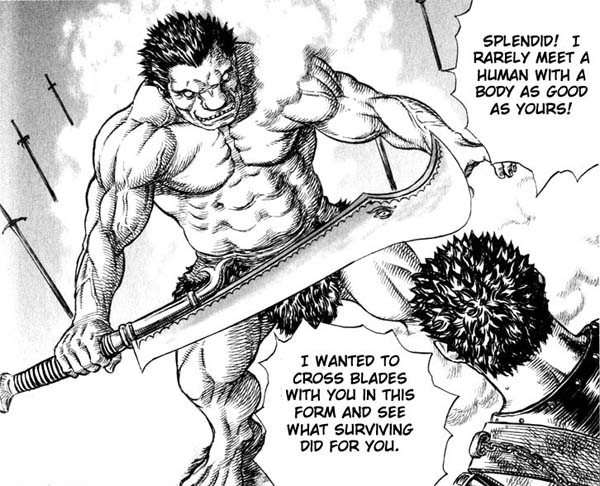 SPLENDID! I
RARELY MEET A
HUMAN WITH A
BODY AS GOOD
AS YOURS!
I WANTED TO
CROSS BLADES
WITH YOU IN THIS
FORM AND SEE
WHAT SURVIVING
DID FOR YOU.